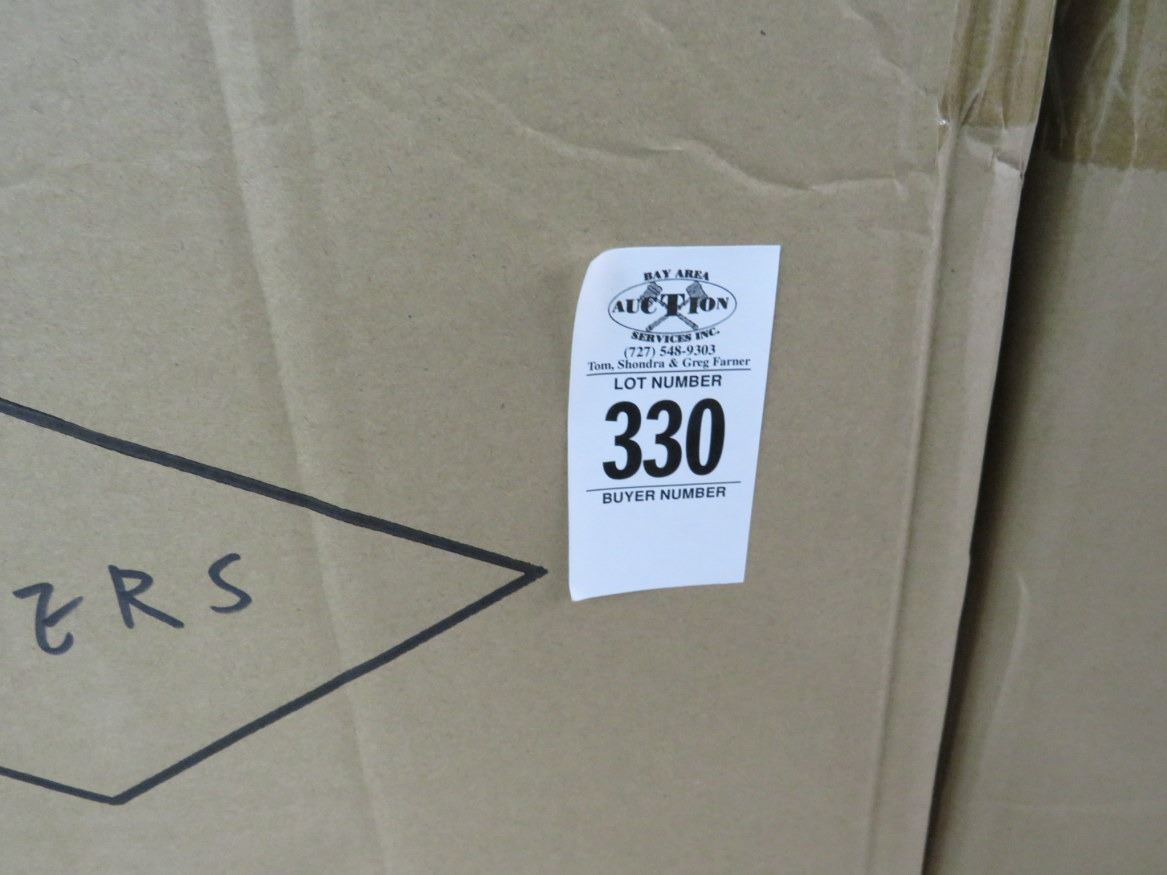 BAY AREA
AUCTION
SERVICES INC.
(727) 548-9303
Tom, Shondra & Greg Farner
LOT NUMBER
330
BUYER NUMBER
ERS